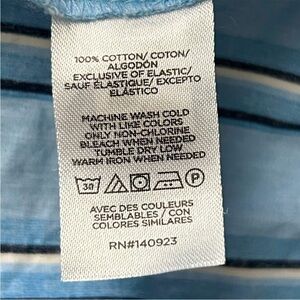 100% COTTON/ COTON/
ALGODÓN
EXCLUSIVE OF ELASTIC/
SAUF ÉLASTIQUE/ EXCEPTO
ELÁSTICO
MACHINE WASH COLD
WITH LIKE COLORS
ONLY NON-CHLORINE
BLEACH WHEN NEEDED
TUMBLE DRY LOW
WARM IRON WHEN NEEDED
30
AVEC DES COULEURS
SEMBLABLES / CON
COLORES SIMILARES
RN#140923